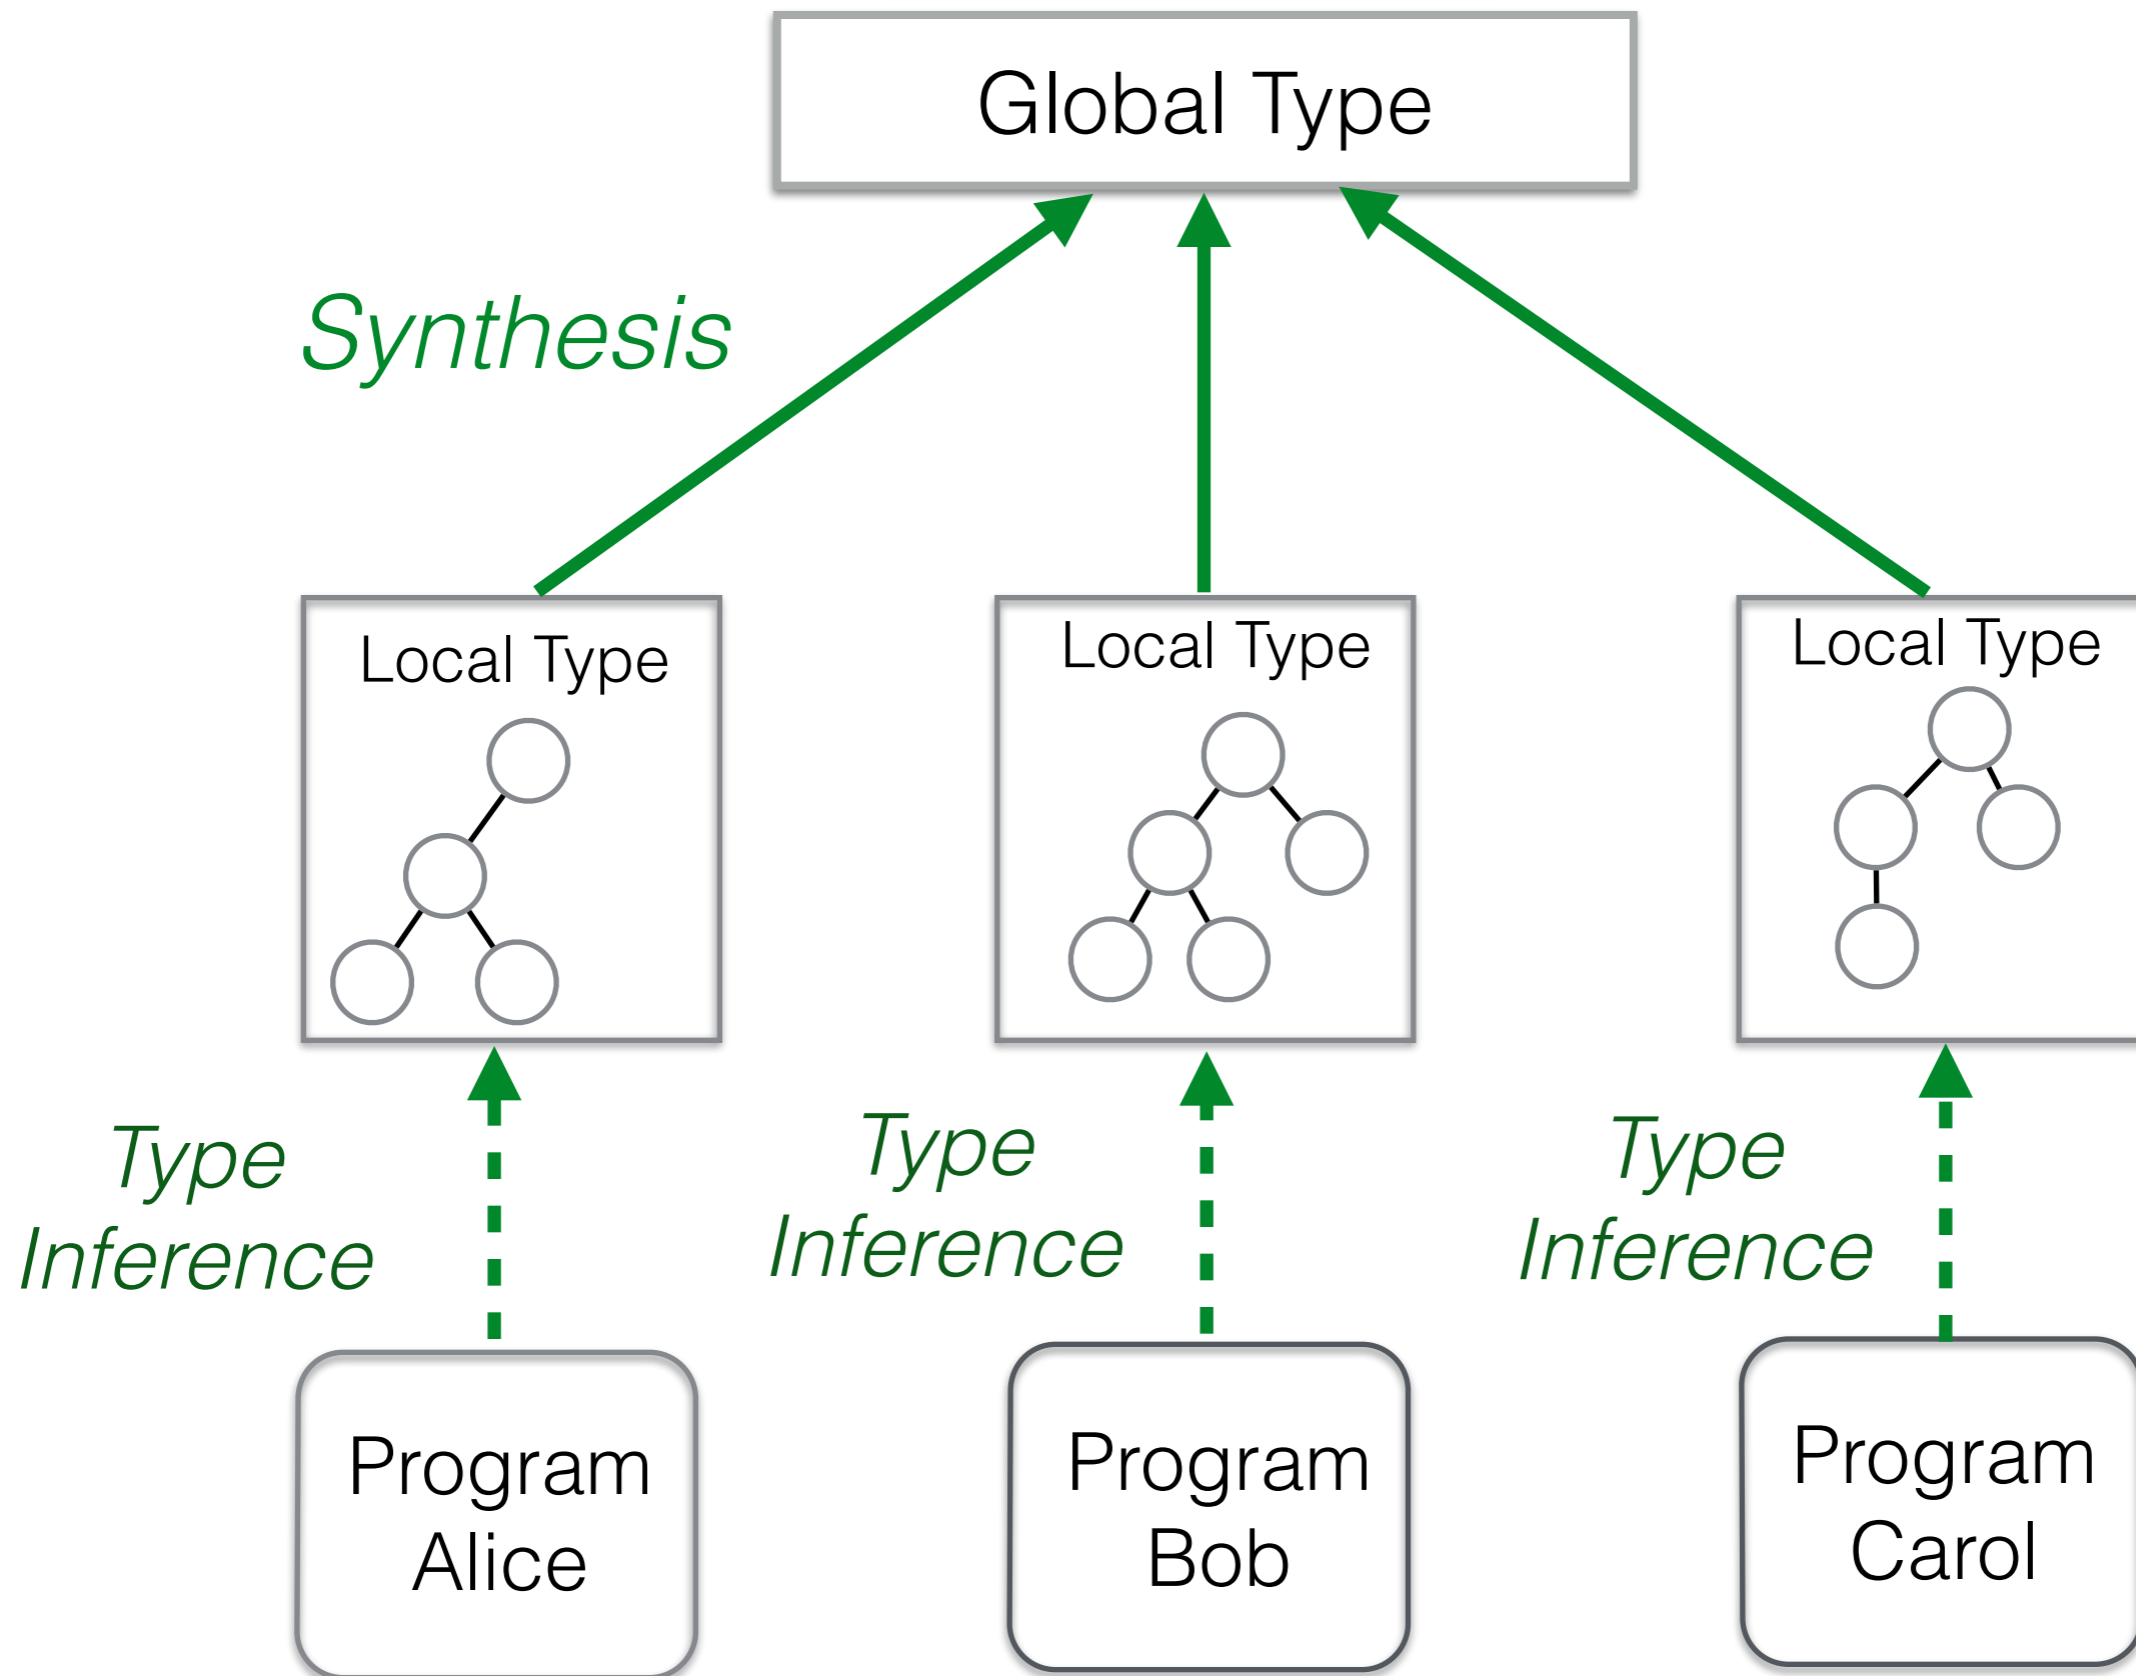 Global Type
Synthesis
Local Type
Local Type
Local Type
Type
Inference
Type
Inference
Type
Inference
Program
Alice
Program
Bob
Program
Carol